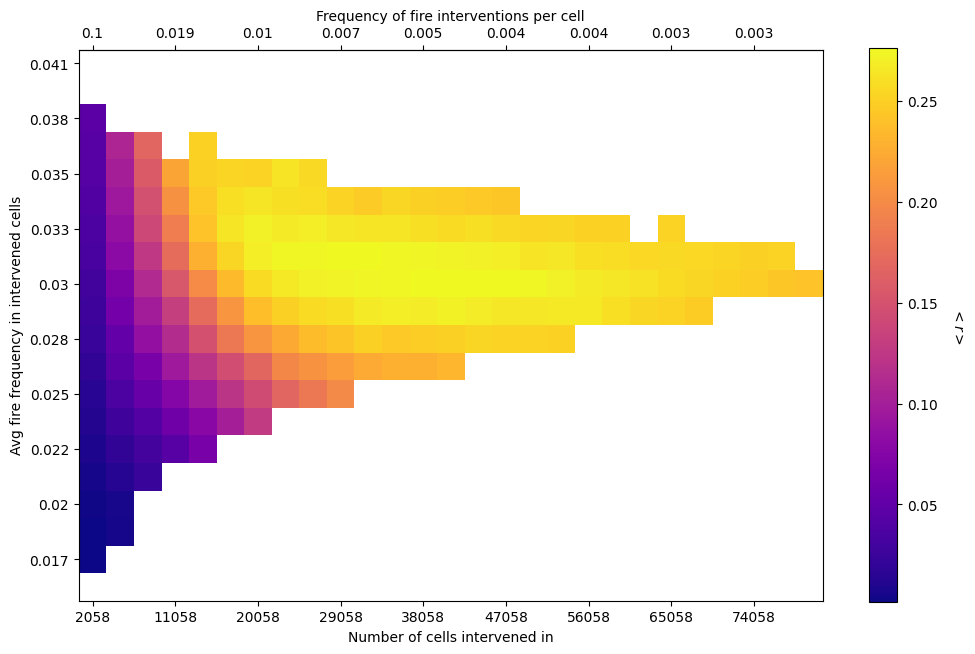 Frequency of fire interventions per cell
0.1 0.019 0.01 0.007 0.005 0.004 0.004 0.003 0.003
Avg fire frequency in intervened cells
0.041
0.038
0.035
0.033
0.03
0.028
0.025
0.022
0.02
0.017
2058 11058 20058 29058 38058 47058 56058 65058 74058
Number of cells intervened in
0.25
0.20
0.15
0.10
0.05
< r >